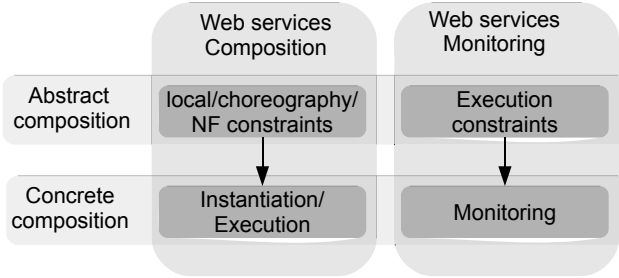 Web services
Composition
Web services
Monitoring
Abstract
composition
local/choreography/
NF constraints
Execution
constraints
Concrete
composition
Instantiation/
Execution
Monitoring